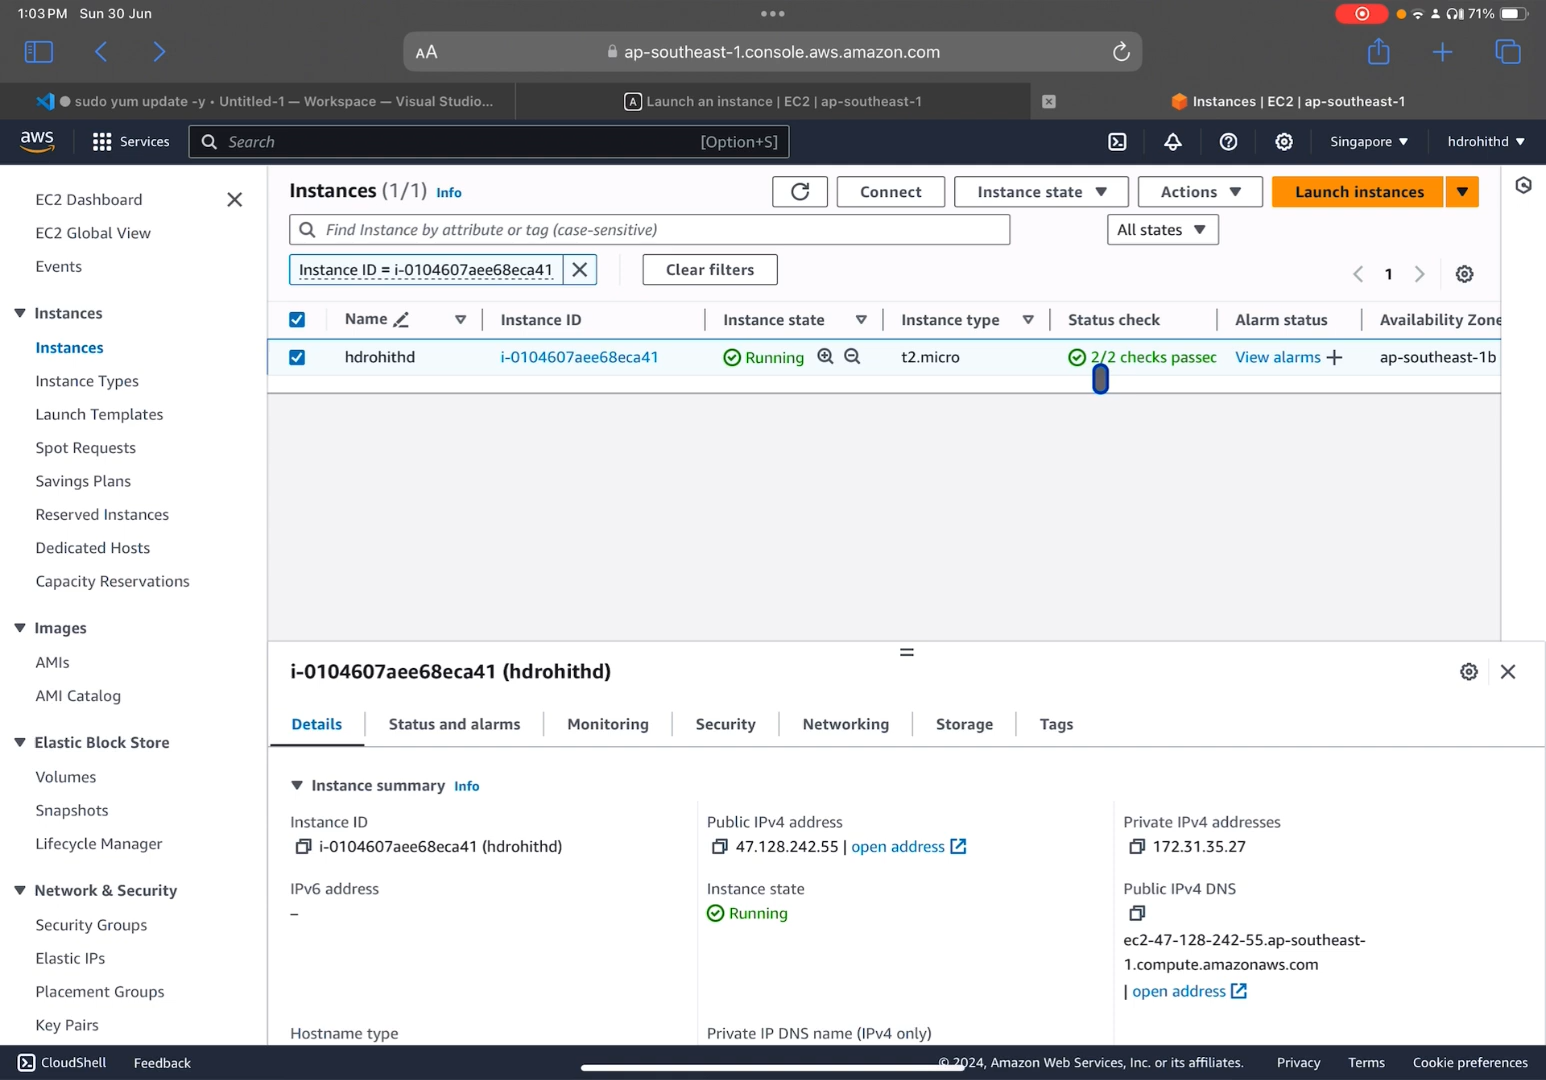 1:03 PM Sun 30 Jun
71%
AA
ap-southeast-1.console.aws.amazon.com
sudo yum update -y • Untitled-1 — Workspace — Visual Studio...
A
Launch an instance | EC2 | ap-southeast-1
Instances | EC2 | ap-southeast-1
aws
Services
Search
[Option+S]
Singapore
hdrohithd
EC2 Dashboard
EC2 Global View
Events
Instances
Instances
Instance Types
Launch Templates
Spot Requests
Savings Plans
Reserved Instances
Dedicated Hosts
Capacity Reservations
Images
AMIs
AMI Catalog
Elastic Block Store
Volumes
Snapshots
Lifecycle Manager
Network & Security
Security Groups
Elastic IPs
Placement Groups
Key Pairs
Instances (1/1) Info
Connect
Instance state
Actions
Launch instances
Find Instance by attribute or tag (case-sensitive)
All states
Instance ID = i-0104607aee68eca41
Clear filters
1
Name
Instance ID
Instance state
Instance type
Status check
Alarm status
Availability Zone
hdrohithd
i-0104607aee68eca41
Running
t2.micro
2/2 checks passec
View alarms +
ap-southeast-1b
i-0104607aee68eca41 (hdrohithd)
Details
Status and alarms
Monitoring
Security
Networking
Storage
Tags
Instance summary Info
Instance ID
i-0104607aee68eca41 (hdrohithd)
Public IPv4 address
47.128.242.55 | open address
Private IPv4 addresses
172.31.35.27
IPv6 address
–
Instance state
Running
Public IPv4 DNS
ec2-47-128-242-55.ap-southeast-
1.compute.amazonaws.com
| open address
Hostname type
Private IP DNS name (IPv4 only)
CloudShell
Feedback
© 2024, Amazon Web Services, Inc. or its affiliates.
Privacy
Terms
Cookie preferences